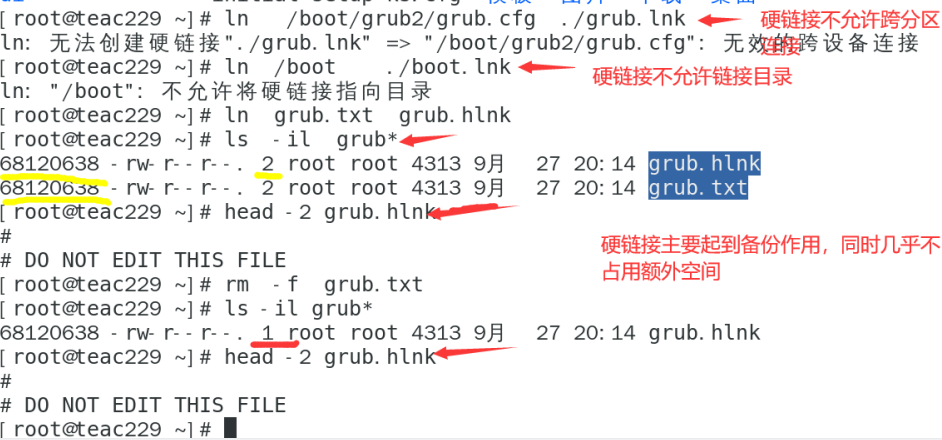 [root@teac229 ~]# ln /boot/grub2/grub.cfg ./grub.lnk 硬链接不允许跨分区
连接
ln: 无法创建硬链接"./grub.lnk" => "/boot/grub2/grub.cfg": 无效的跨设备连接
[root@teac229 ~]# ln /boot ./boot.lnk 硬链接不允许链接目录
ln: "/boot": 不允许将硬链接指向目录
[root@teac229 ~]# ln grub.txt grub.hlnk
[root@teac229 ~]# ls -il grub*
68120638 -rw-r--r--. 2 root root 4313 9月 27 20:14 grub.hlnk
68120638 -rw-r--r--. 2 root root 4313 9月 27 20:14 grub.txt
[root@teac229 ~]# head -2 grub.hlnk
#
# DO NOT EDIT THIS FILE
硬链接主要起到备份作用，同时几乎不
占用额外空间
[root@teac229 ~]# rm -f grub.txt
[root@teac229 ~]# ls -il grub*
68120638 -rw-r--r--. 1 root root 4313 9月 27 20:14 grub.hlnk
[root@teac229 ~]# head -2 grub.hlnk
#
# DO NOT EDIT THIS FILE
[root@teac229 ~]#